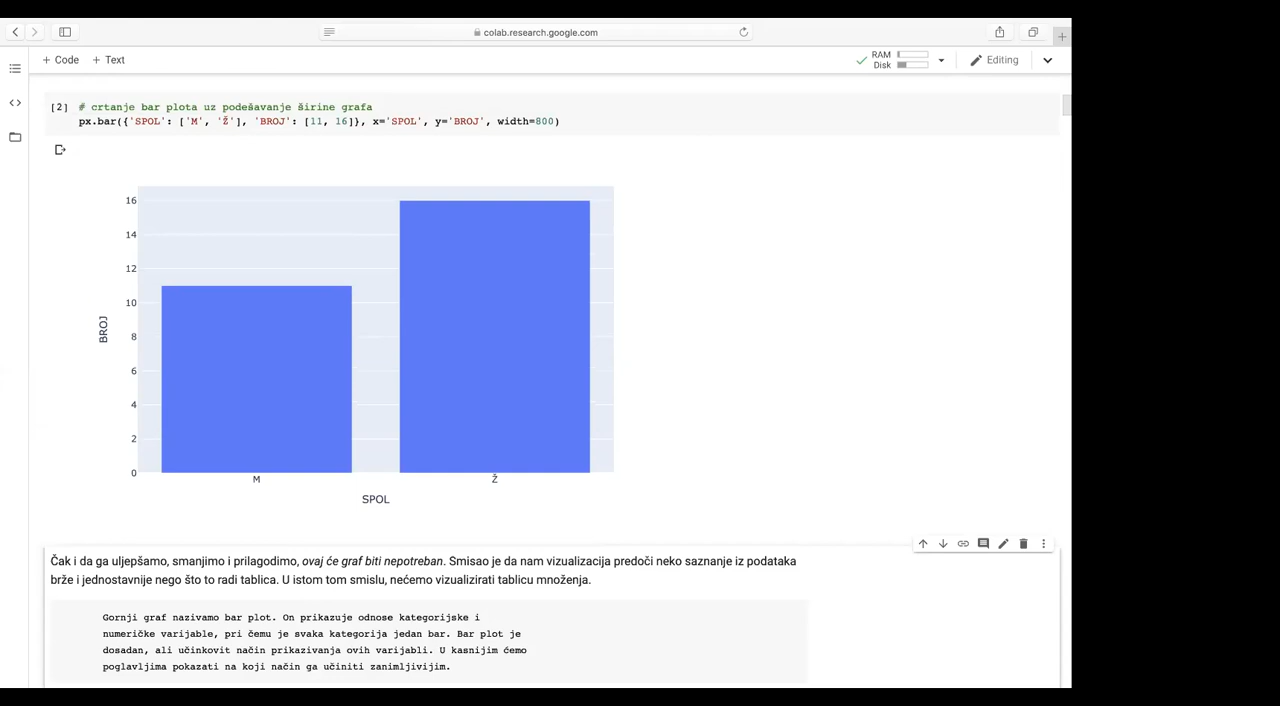 colab.research.google.com
+ Code + Text
RAM
Disk
Editing
[2] # crtanje bar plota uz podešavanje širine grafa
px.bar({'SPOL': ['M', 'Ž'], 'BROJ': [11, 16]}, x='SPOL', y='BROJ', width=800)
16
14
12
10
8
6
4
2
0
BROJ
M
Ž
SPOL
Čak i da ga uljepšamo, smanjimo i prilagodimo, ovaj će graf biti nepotreban. Smisao je da nam vizualizacija predoči neko saznanje iz podataka
brže i jednostavnije nego što to radi tablica. U istom tom smislu, nećemo vizualizirati tablicu množenja.
Gornji graf nazivamo bar plot. On prikazuje odnose kategorijske i
numeričke varijable, pri čemu je svaka kategorija jedan bar. Bar plot je
dosadan, ali učinkovit način prikazivanja ovih varijabli. U kasnijim ćemo
poglavljima pokazati na koji način ga učiniti zanimljivijim.